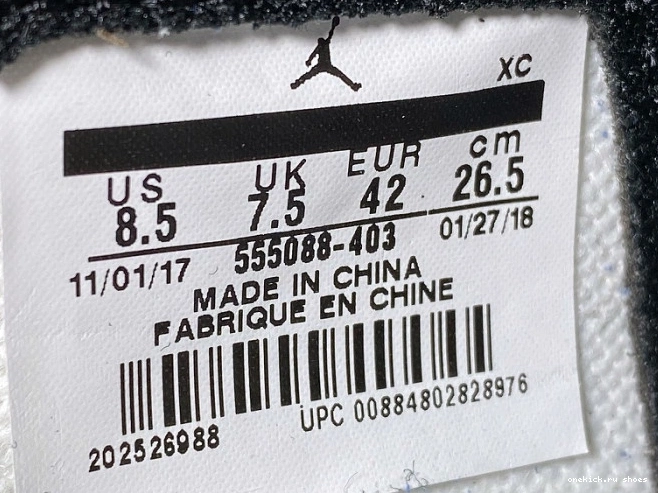 XC
US UK EUR cm
8.5 7.5 42 26.5
11/01/17 555088-403 01/27/18
MADE IN CHINA
FABRIQUE EN CHINE
202526988 UPC 00884802828976
onekich.ru shoes